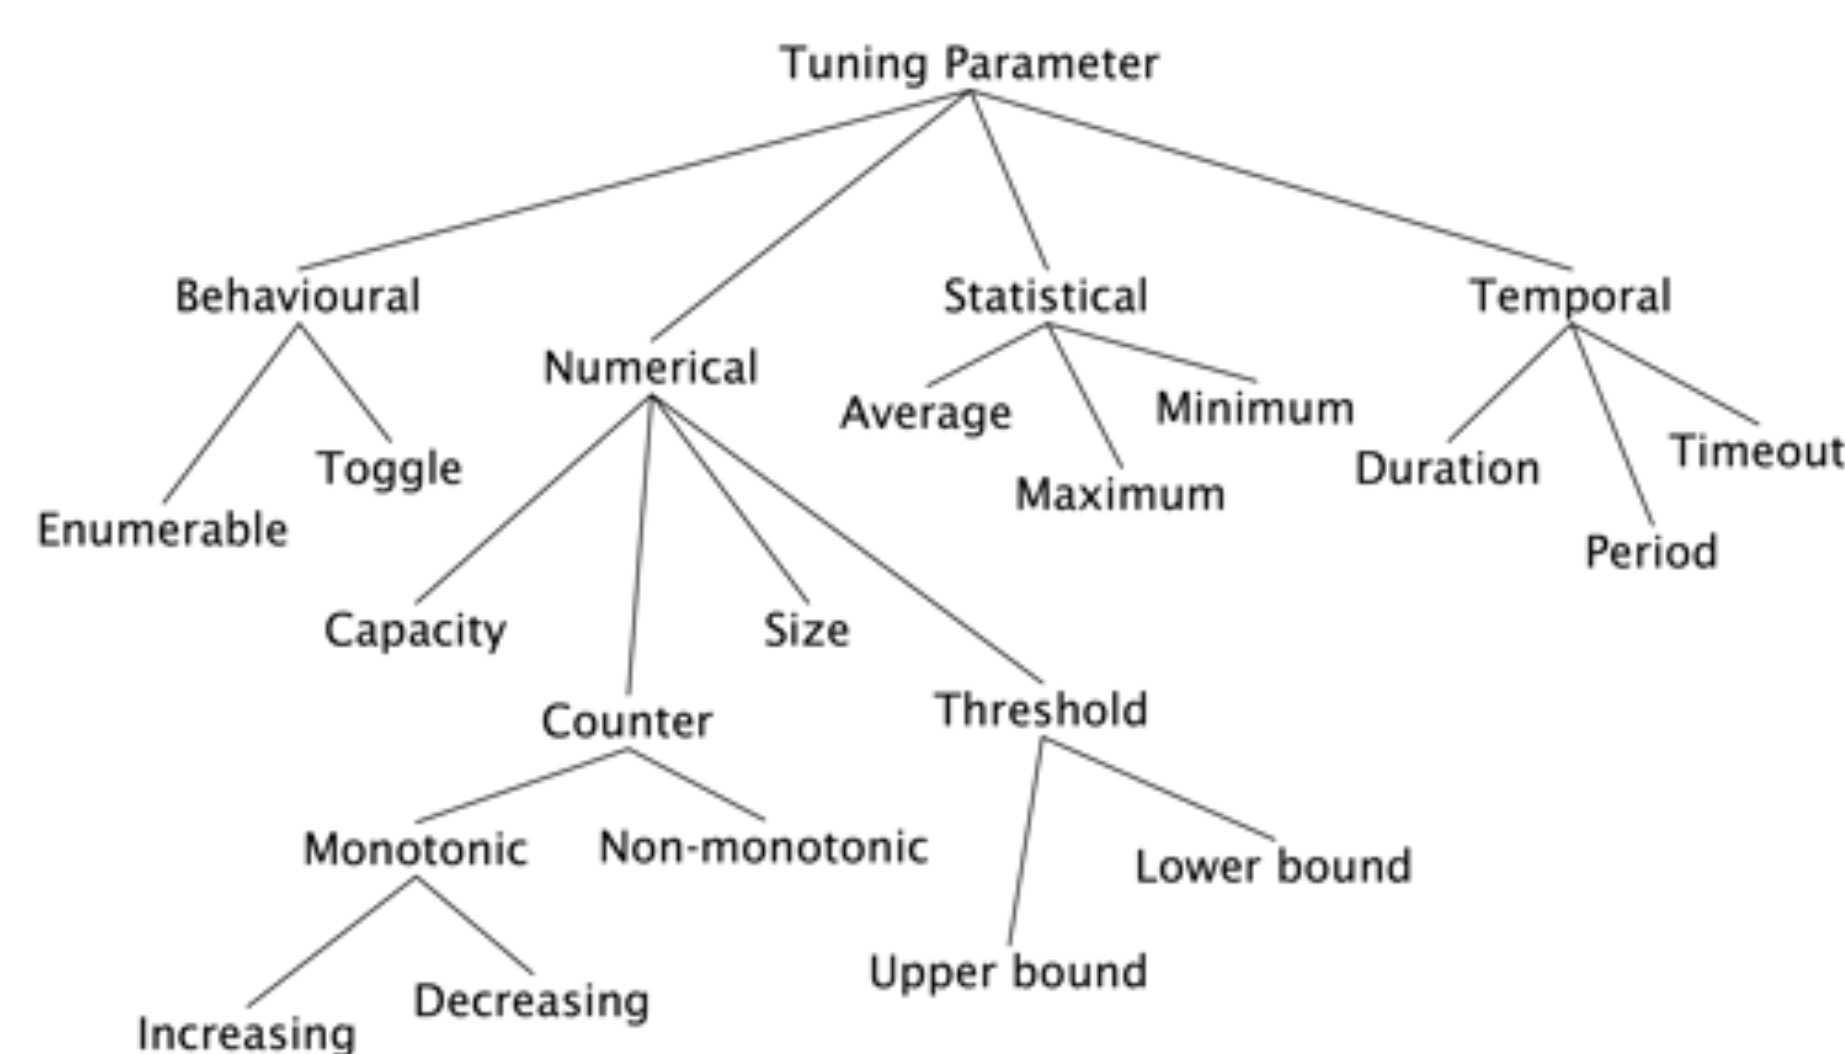 Tuning Parameter
Behavioural
Statistical
Temporal
Numerical
Average
Minimum
Timeout
Toggle
Duration
Maximum
Enumerable
Period
Capacity
Size
Counter
Threshold
Monotonic
Non-monotonic
Lower bound
Upper bound
Decreasing
Increasing